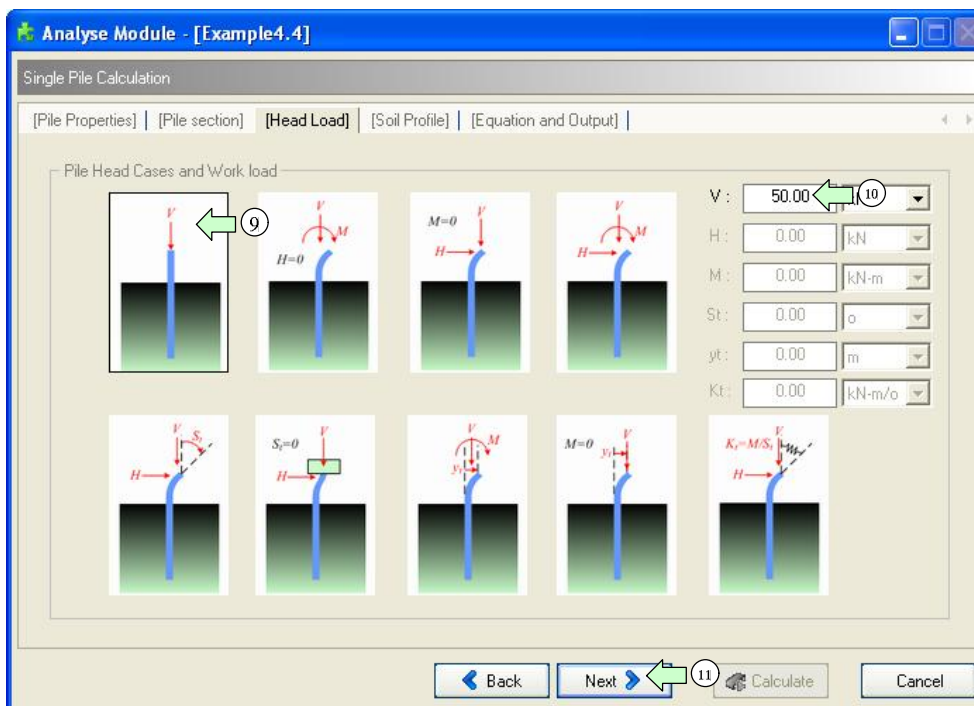 Analyse Module - [Example4.4]
Single Pile Calculation
[Pile Properties] [Pile section] [Head Load] [Soil Profile] [Equation and Output]
Pile Head Cases and Work load
V
9
V
M
H=0
M=0
V
H
V
M
H
V : 50.00
10
H : 0.00 kN
M : 0.00 kN-m
St : 0.00 o
yt : 0.00 m
Kt : 0.00 kN-m/o
V
St
H
St=0
V
H
V
M
yt
M=0
V
yt
V
Kt=M/St
H
Back
Next
11
Calculate
Cancel